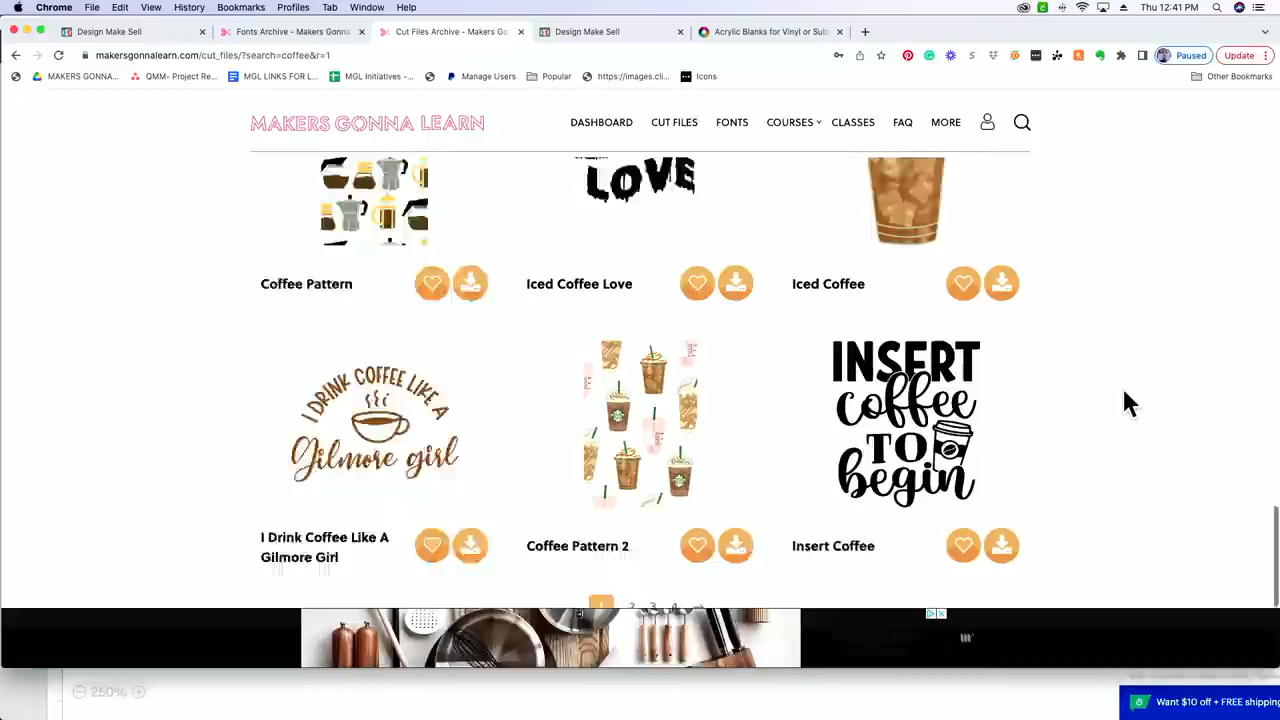 Chrome File Edit View History Bookmarks Profiles Tab Window Help Thu 12:41 PM
Design Make Sell Fonts Archive - Makers Gonna Cut Files Archive - Makers Go Design Make Sell Acrylic Blanks for Vinyl or Sub
makersgonnalearn.com/cut_files/?search=coffee&r=1 Paused Update
MAKERS GONNA... QMM- Project Re... MGL LINKS FOR L... MGL Initiatives -... Manage Users Popular https://images.cli... Icons Other Bookmarks
MAKERS GONNA LEARN DASHBOARD CUT FILES FONTS COURSES CLASSES FAQ MORE
LOVE
Coffee Pattern Iced Coffee Love Iced Coffee
I DRINK COFFEE LIKE A
Gilmore girl
INSERT
coffee
TO
begin
I Drink Coffee Like A
Gilmore Girl
Coffee Pattern 2 Insert Coffee
1 2 3 4
250%
Want $10 off + FREE shipping